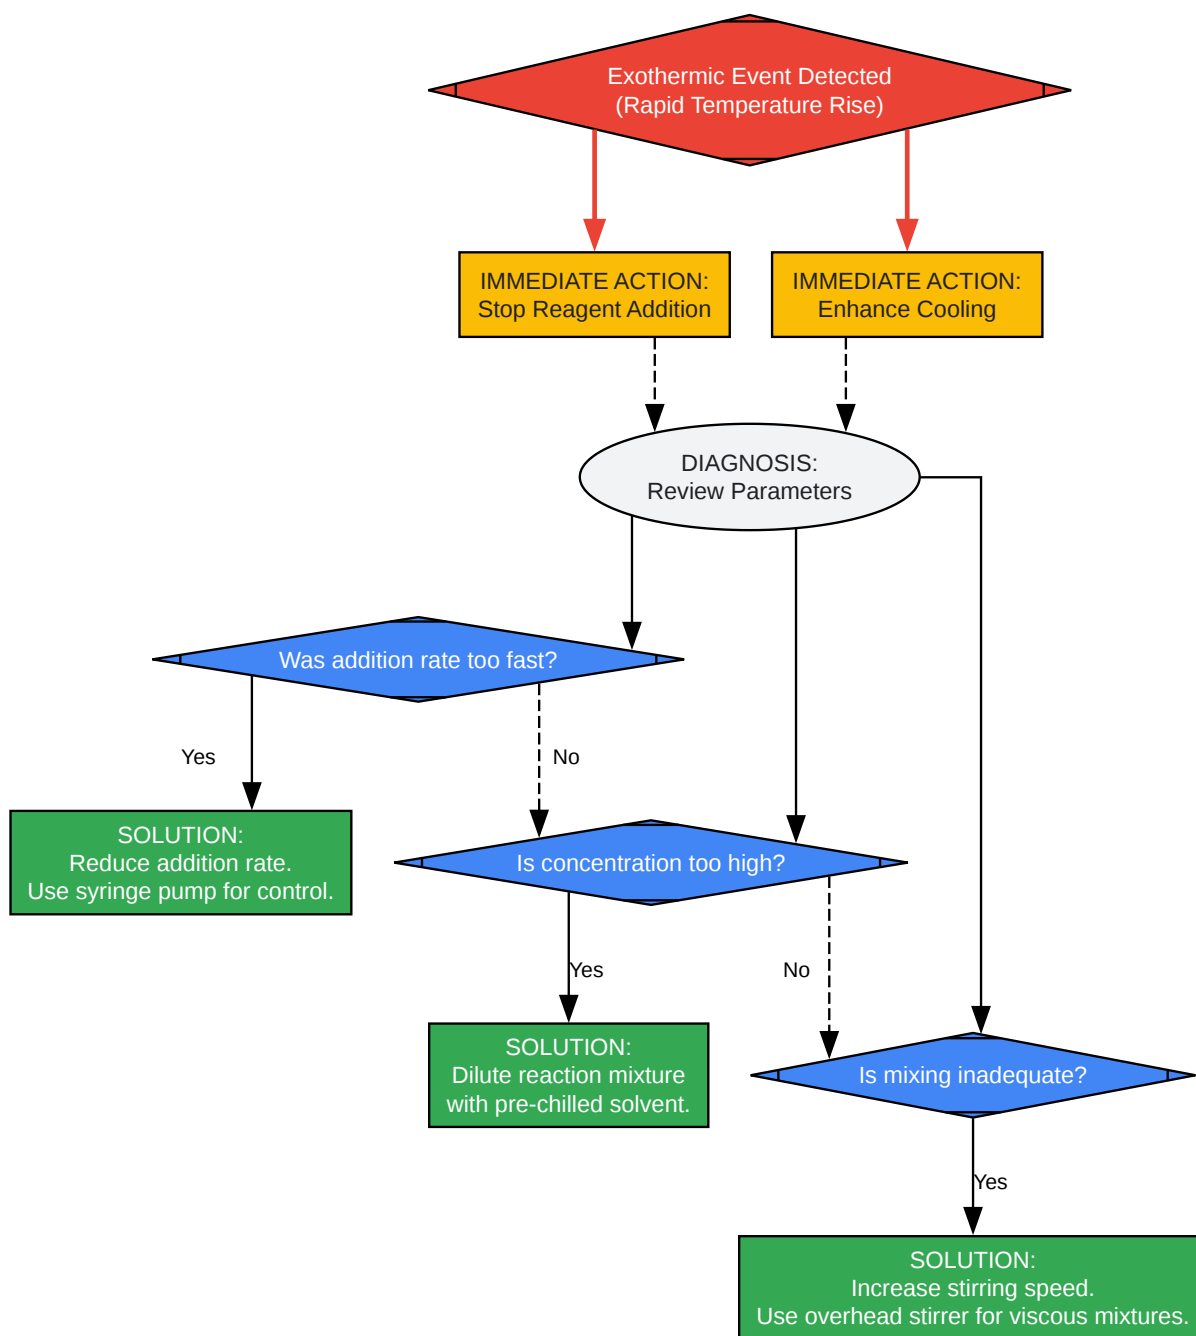 Exothermic Event Detected
(Rapid Temperature Rise)
IMMEDIATE ACTION:
Stop Reagent Addition
IMMEDIATE ACTION:
Enhance Cooling
DIAGNOSIS:
Review Parameters
Was addition rate too fast?
Yes
No
SOLUTION:
Reduce addition rate.
Use syringe pump for control.
Is concentration too high?
Yes
No
SOLUTION:
Dilute reaction mixture
with pre-chilled solvent.
Is mixing inadequate?
Yes
SOLUTION:
Increase stirring speed.
Use overhead stirrer for viscous mixtures.